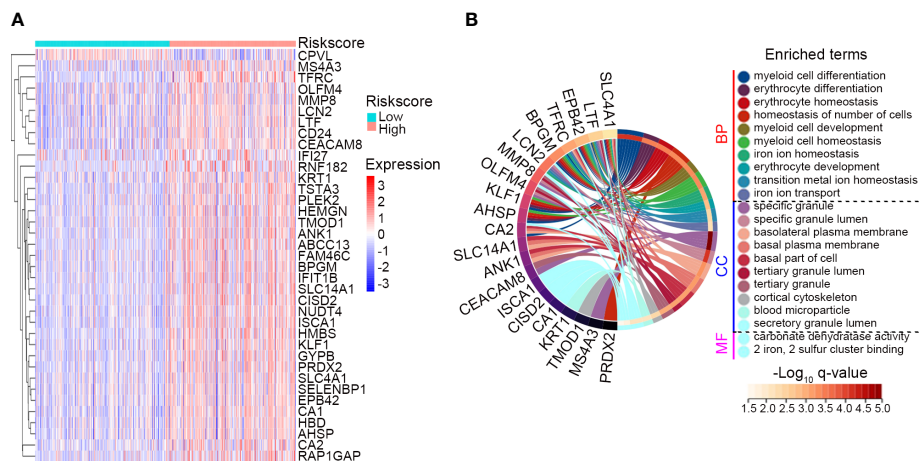 A
Riskscore
CPVL
MS4A3
TFRC
OLFM4
MMP8
LCN2
LTF
CD24
CEACAM8
IFI27
RNF182
KRT1
TSTA3
PLEK2
HEMGN
TMOD1
ANK1
ABCC13
FAM46C
BPGM
IFIT1B
SLC14A1
CISD2
NUDT4
ISCA1
HMBS
KLF1
GYPB
PRDX2
SLC4A1
SELENBP1
EPB42
CA1
HBD
AHSP
CA2
RAP1GAP
Riskscore
Low
High
Expression
3
2
1
0
-1
-2
-3
B
SLC4A1
LTF
EPB42
TFRC
BPGM
LCN2
MMP8
OLFM4
KLF1
AHSP
CA2
SLC14A1
ANK1
CEACAM8
ISCA1
CISD2
CA1
KRT1
TMOD1
MS4A3
PRDX2
Enriched terms
BP
myeloid cell differentiation
erythrocyte differentiation
erythrocyte homeostasis
homeostasis of number of cells
myeloid cell development
myeloid cell homeostasis
iron ion homeostasis
erythrocyte development
transition metal ion homeostasis
iron ion transport
CC
specific granule
specific granule lumen
basolateral plasma membrane
basal plasma membrane
basal part of cell
tertiary granule lumen
tertiary granule
cortical cytoskeleton
blood microparticle
secretory granule lumen
MF
carbonate dehydratase activity
2 iron, 2 sulfur cluster binding
-Log10 q-value
1.5 2.0 2.5 3.0 3.5 4.0 4.5 5.0